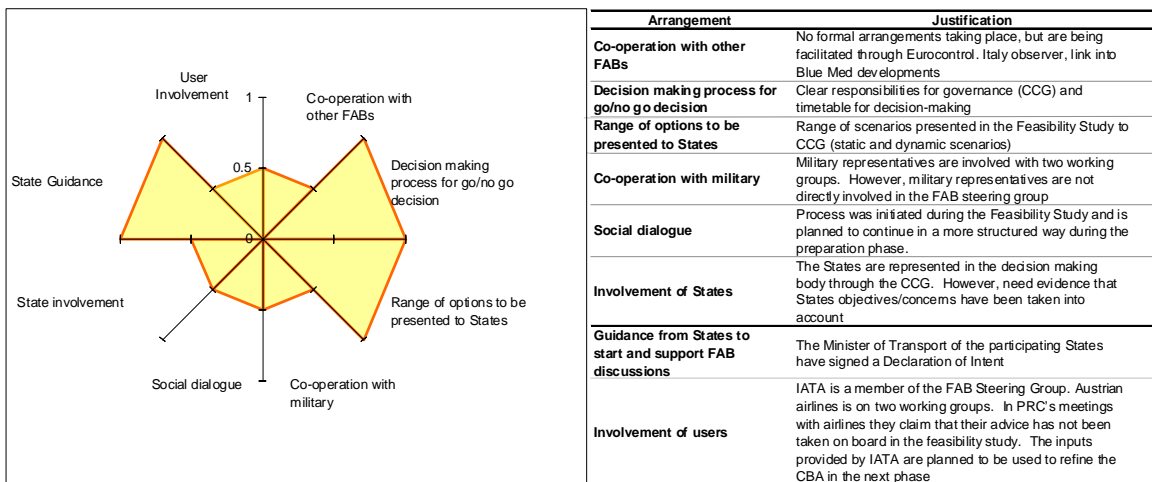 User
Involvement
1
Co-operation with
other FABs
0.5
Decision making
process for go/no go
decision
State Guidance
0
State involvement
Range of options to be
presented to States
Social dialogue
Co-operation with
military
Arrangement Justification
Co-operation with other
FABs
No formal arrangements taking place, but are being
facilitated through Eurocontrol. Italy observer, link into
Blue Med developments
Decision making process for
go/no go decision
Clear responsibilities for governance (CCG) and
timetable for decision-making
Range of options to be
presented to States
Range of scenarios presented in the Feasibility Study to
CCG (static and dynamic scenarios)
Co-operation with military
Military representatives are involved with two working
groups. However, military representatives are not
directly involved in the FAB steering group
Social dialogue
Process was initiated during the Feasibility Study and is
planned to continue in a more structured way during the
preparation phase.
Involvement of States
The States are represented in the decision making
body through the CCG. However, need evidence that
States objectives/concerns have been taken into
account
Guidance from States to
start and support FAB
discussions
The Minister of Transport of the participating States
have signed a Declaration of Intent
Involvement of users
IATA is a member of the FAB Steering Group. Austrian
airlines is on two working groups. In PRC's meetings
with airlines they claim that their advice has not been
taken on board in the feasibility study. The inputs
provided by IATA are planned to be used to refine the
CBA in the next phase